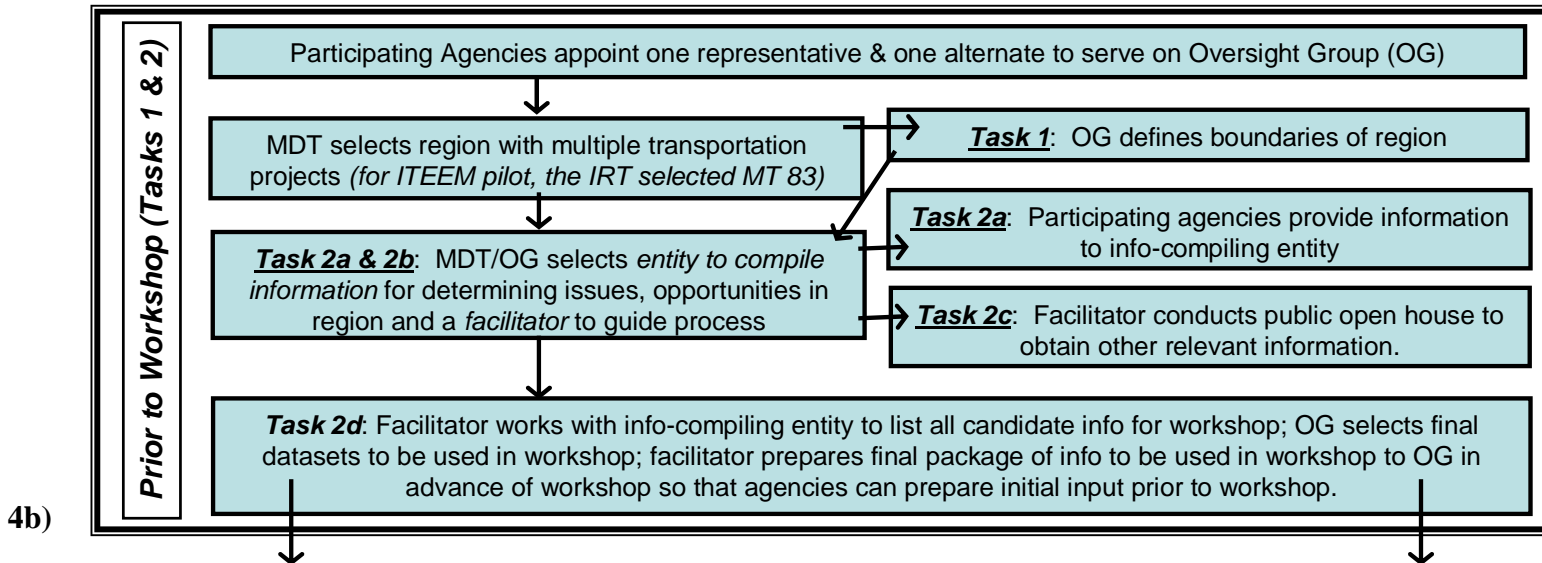 Prior to Workshop (Tasks 1 & 2)
Participating Agencies appoint one representative & one alternate to serve on Oversight Group (OG)
MDT selects region with multiple transportation
projects (for ITEEM pilot, the IRT selected MT 83)
Task 1: OG defines boundaries of region
Task 2a: Participating agencies provide information
to info-compiling entity
Task 2a & 2b: MDT/OG selects entity to compile
information for determining issues, opportunities in
region and a facilitator to guide process
Task 2c: Facilitator conducts public open house to
obtain other relevant information.
Task 2d: Facilitator works with info-compiling entity to list all candidate info for workshop; OG selects final
datasets to be used in workshop; facilitator prepares final package of info to be used in workshop to OG in
advance of workshop so that agencies can prepare initial input prior to workshop.
4b)